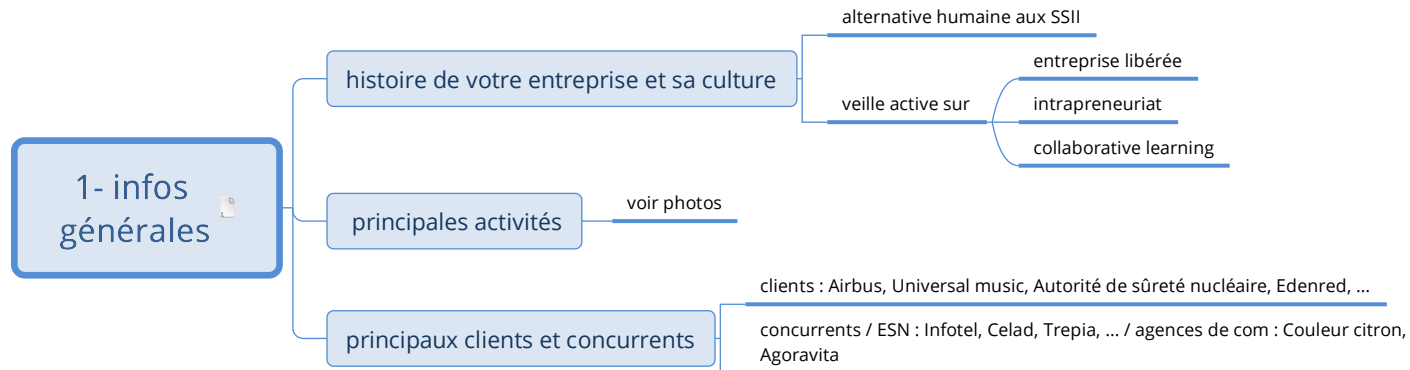 1- infos
générales
histoire de votre entreprise et sa culture
alternative humaine aux SSII
veille active sur
entreprise libérée
intrapreneuriat
collaborative learning
principales activités
voir photos
principaux clients et concurrents
clients : Airbus, Universal music, Autorité de sûreté nucléaire, Edenred, ...
concurrents / ESN : Infotel, Celad, Trepia, ... / agences de com : Couleur citron,
Agoravita